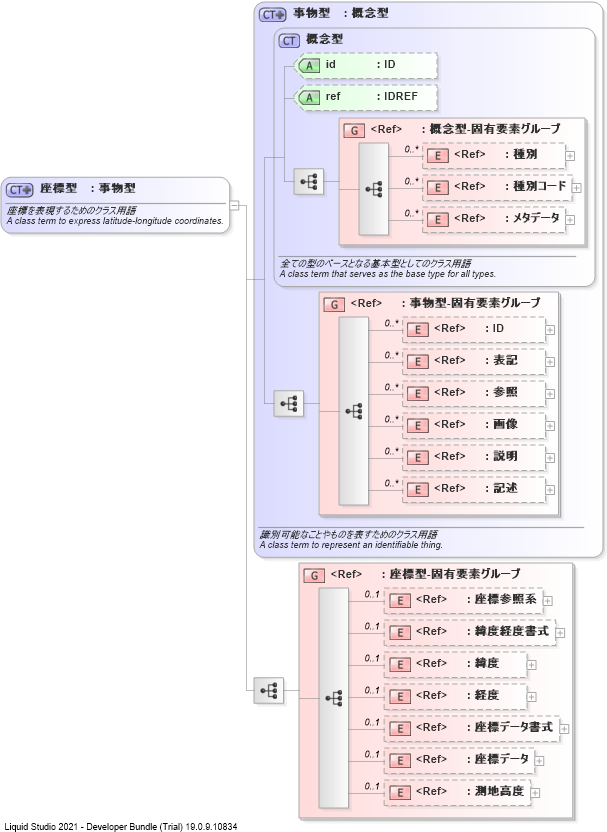 CT 事物型 : 概念型
CT 概念型
A id : ID
A ref : IDREF
G <Ref> : 概念型-固有要素グループ
0..* E <Ref> : 種別
0..* E <Ref> : 種別コード
0..* E <Ref> : メタデータ
全ての型のベースとなる基本型としてのクラス用語
A class term that serves as the base type for all types.
CT 座標型 : 事物型
座標を表現するためのクラス用語
A class term to express latitude-longitude coordinates.
G <Ref> : 事物型-固有要素グループ
0..* E <Ref> : ID
0..* E <Ref> : 表記
0..* E <Ref> : 参照
0..* E <Ref> : 画像
0..* E <Ref> : 説明
0..* E <Ref> : 記述
識別可能なことやものを表すためのクラス用語
A class term to represent an identifiable thing.
G <Ref> : 座標型-固有要素グループ
0..1 E <Ref> : 座標参照系
0..1 E <Ref> : 緯度経度書式
0..1 E <Ref> : 緯度
0..1 E <Ref> : 経度
0..1 E <Ref> : 座標データ書式
0..1 E <Ref> : 座標データ
0..1 E <Ref> : 測地高度
Liquid Studio 2021 - Developer Bundle (Trial) 19.0.9.10834